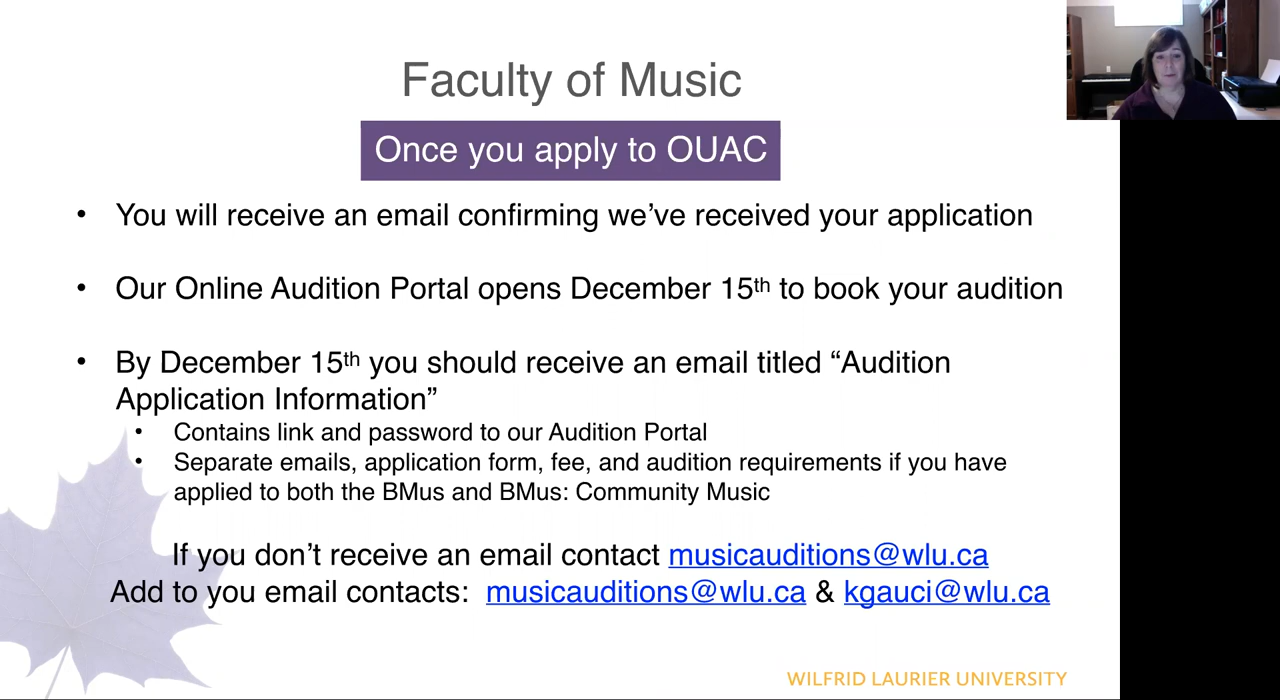 Faculty of Music
Once you apply to OUAC
• You will receive an email confirming we’ve received your application
• Our Online Audition Portal opens December 15th to book your audition
• By December 15th you should receive an email titled “Audition
Application Information”
• Contains link and password to our Audition Portal
• Separate emails, application form, fee, and audition requirements if you have
applied to both the BMus and BMus: Community Music
If you don’t receive an email contact musicauditions@wlu.ca
Add to you email contacts: musicauditions@wlu.ca & kgauci@wlu.ca
WILFRID LAURIER UNIVERSITY